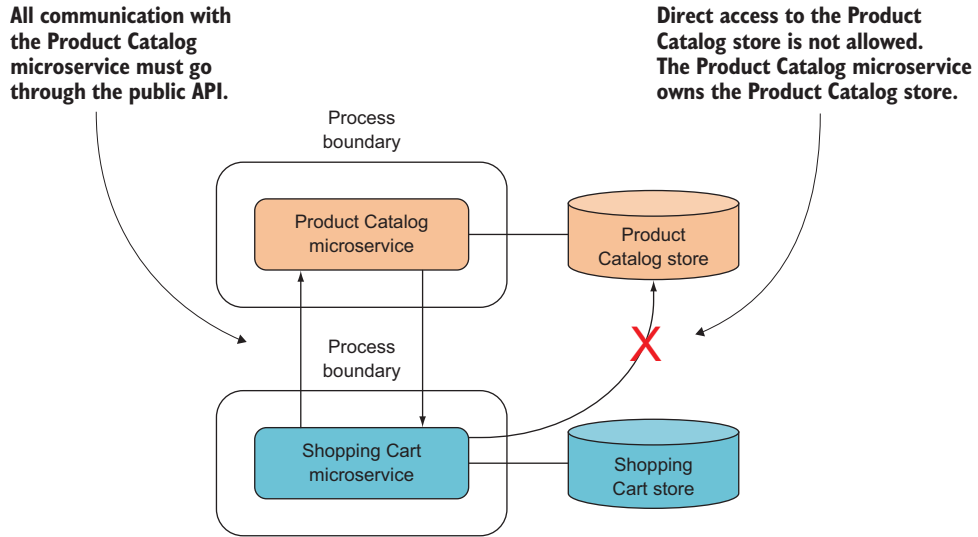 All communication with
the Product Catalog
microservice must go
through the public API.
Direct access to the Product
Catalog store is not allowed.
The Product Catalog microservice
owns the Product Catalog store.
Process
boundary
Product Catalog
microservice
Product
Catalog store
Process
boundary
X
Shopping Cart
microservice
Shopping
Cart store